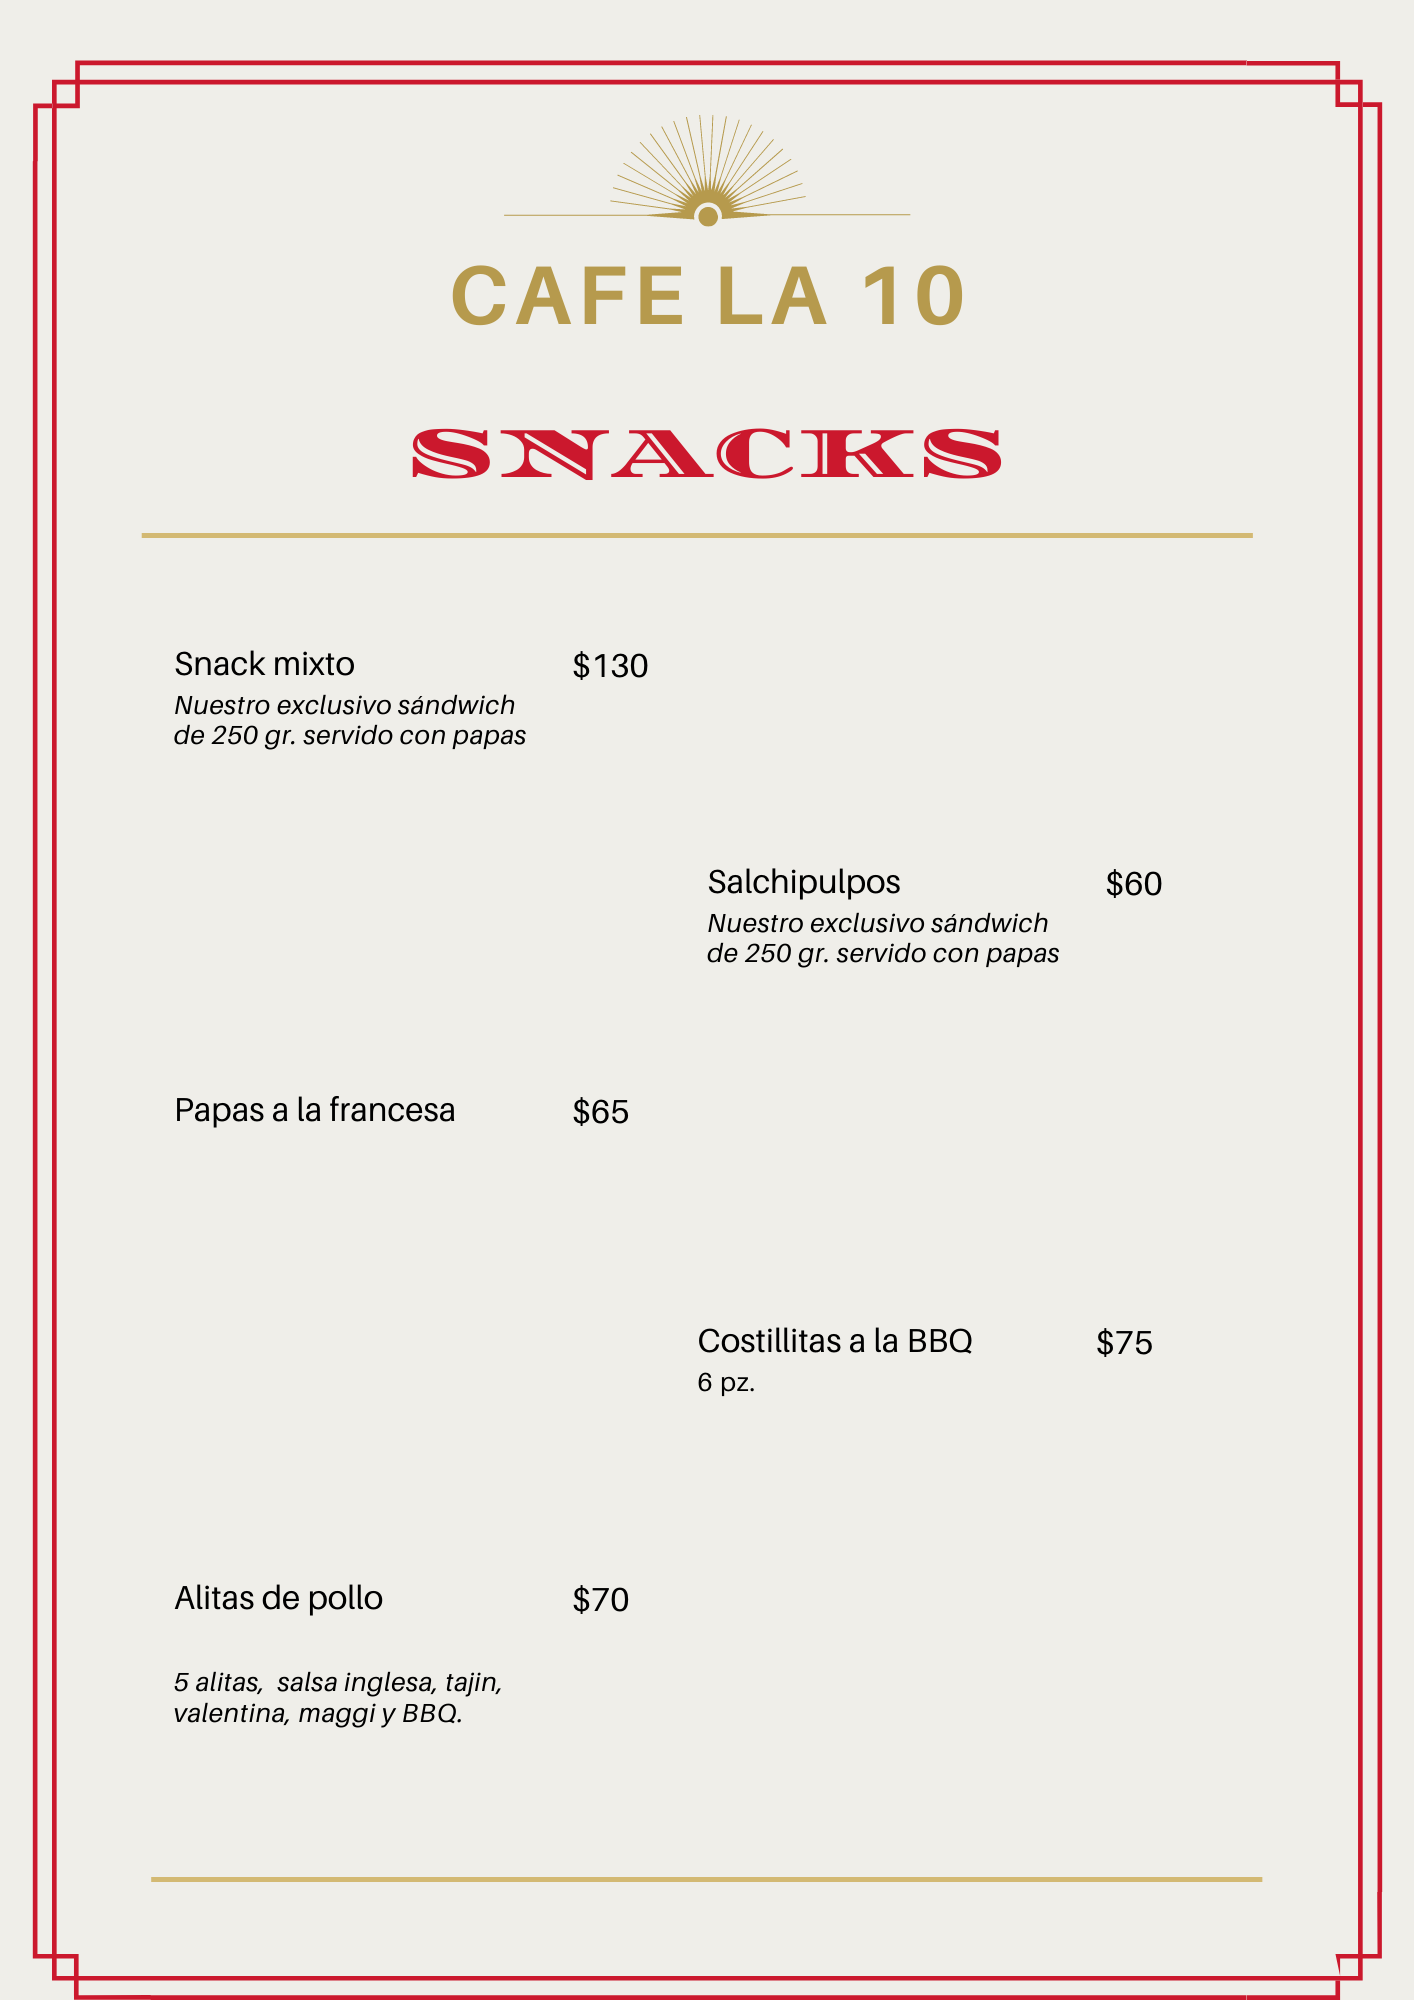 CAFE LA 10
SNACKS
Snack mixto $130
Nuestro exclusivo sándwich
de 250 gr. servido con papas
Salchipulpos $60
Nuestro exclusivo sándwich
de 250 gr. servido con papas
Papas a la francesa $65
Costillitas a la BBQ $75
6 pz.
Alitas de pollo $70
5 alitas, salsa inglesa, tajin,
valentina, maggi y BBQ.